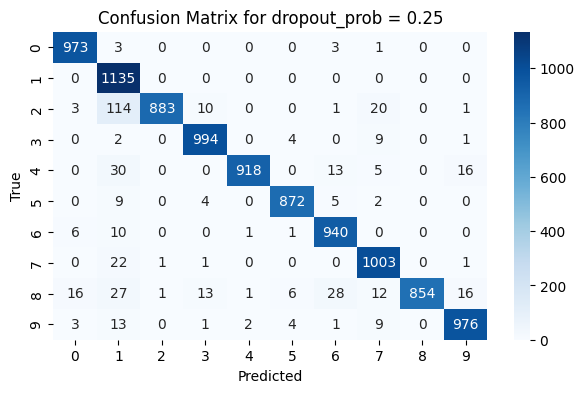 Confusion Matrix for dropout_prob = 0.25
0 973 3 0 0 0 0 3 1 0 0
1 0 1135 0 0 0 0 0 0 0 0
2 3 114 883 10 0 0 1 20 0 1
3 0 2 0 994 0 4 0 9 0 1
4 0 30 0 0 918 0 13 5 0 16
5 0 9 0 4 0 872 5 2 0 0
6 6 10 0 0 1 1 940 0 0 0
7 0 22 1 1 0 0 0 1003 0 1
8 16 27 1 13 1 6 28 12 854 16
9 3 13 0 1 2 4 1 9 0 976
0 1 2 3 4 5 6 7 8 9
Predicted
True
1000
800
600
400
200
0